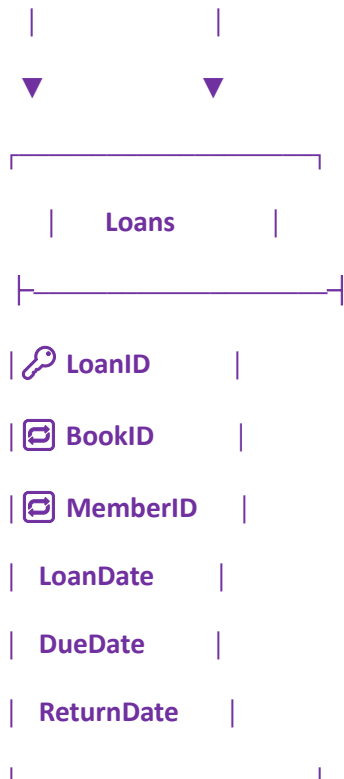 │ │
▼ ▼
┌──────────────────────┐
│ Loans │
├──────────────────────┤
│🔑 LoanID │
│🔁 BookID │
│🔁 MemberID │
│ LoanDate │
│ DueDate │
│ ReturnDate │